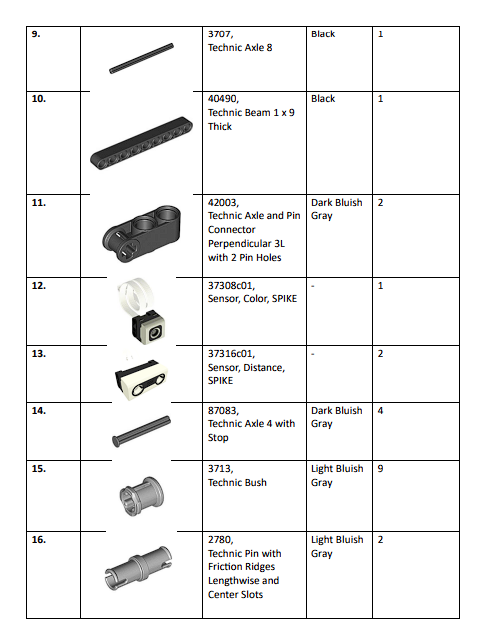 9. 3707, Black 1
Technic Axle 8
10. 40490, Black 1
Technic Beam 1 x 9
Thick
11. 42003, Dark Bluish 2
Technic Axle and Pin Gray
Connector
Perpendicular 3L
with 2 Pin Holes
12. 37308c01, - 1
Sensor, Color, SPIKE
13. 37316c01, - 2
Sensor, Distance,
SPIKE
14. 87083, Dark Bluish 4
Technic Axle 4 with Gray
Stop
15. 3713, Light Bluish 9
Technic Bush Gray
16. 2780, Light Bluish 2
Technic Pin with Gray
Friction Ridges
Lengthwise and
Center Slots